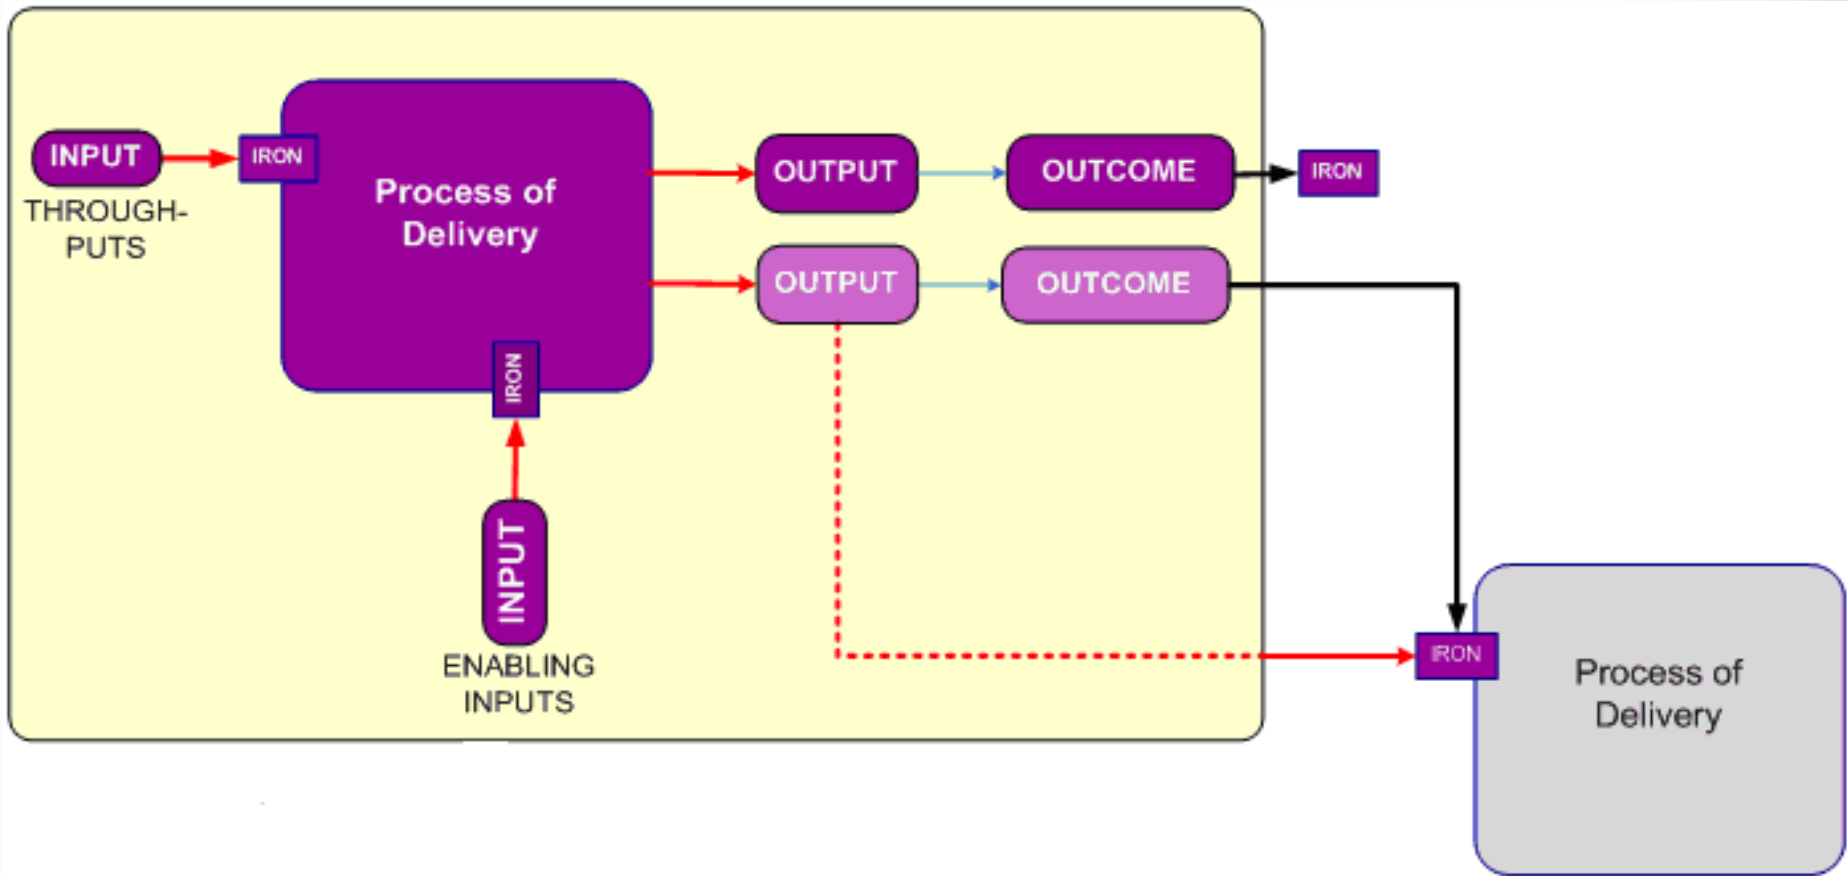 INPUT
THROUGH-
PUTS
IRON
Process of
Delivery
IRON
INPUT
ENABLING
INPUTS
OUTPUT
OUTCOME
IRON
OUTPUT
OUTCOME
IRON
Process of
Delivery